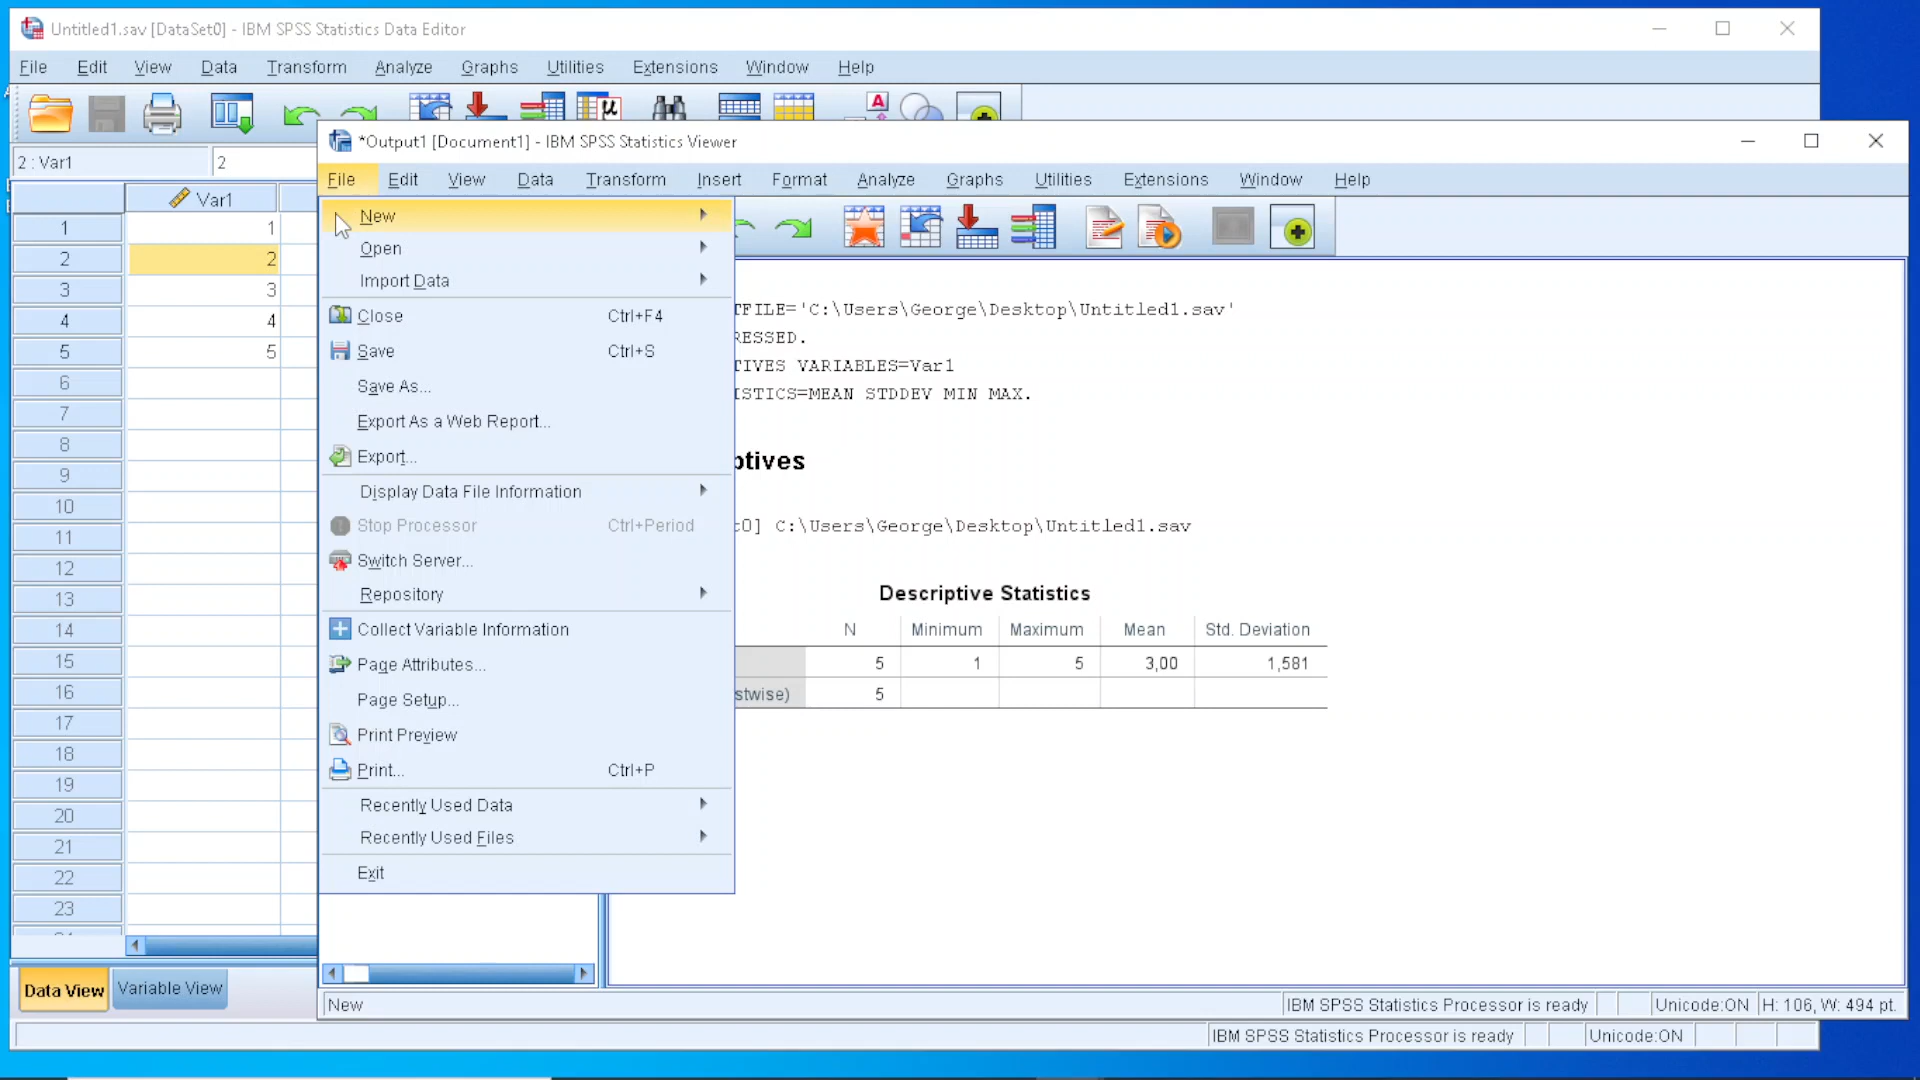 Untitled1.sav [DataSet0] - IBM SPSS Statistics Data Editor
File Edit View Data Transform Analyze Graphs Utilities Extensions Window Help
2 : Var1 2
Var1
1 1
2 2
3 3
4 4
5 5
6
7
8
9
10
11
12
13
14
15
16
17
18
19
20
21
22
23
Data View Variable View
*Output1 [Document1] - IBM SPSS Statistics Viewer
File Edit View Data Transform Insert Format Analyze Graphs Utilities Extensions Window Help
New
Open
Import Data
Close Ctrl+F4
Save Ctrl+S
Save As...
Export As a Web Report...
Export...
Display Data File Information
Stop Processor Ctrl+Period
Switch Server...
Repository
Collect Variable Information
Page Attributes...
Page Setup...
Print Preview
Print... Ctrl+P
Recently Used Data
Recently Used Files
Exit
TFILE='C:\Users\George\Desktop\Untitled1.sav'
RESSED.
TIVES VARIABLES=Var1
ISTICS=MEAN STDDEV MIN MAX.
ptives
t0] C:\Users\George\Desktop\Untitled1.sav
Descriptive Statistics
N Minimum Maximum Mean Std. Deviation
5 1 5 3,00 1,581
stwise) 5
New IBM SPSS Statistics Processor is ready Unicode:ON H: 106, W: 494 pt.
IBM SPSS Statistics Processor is ready Unicode:ON